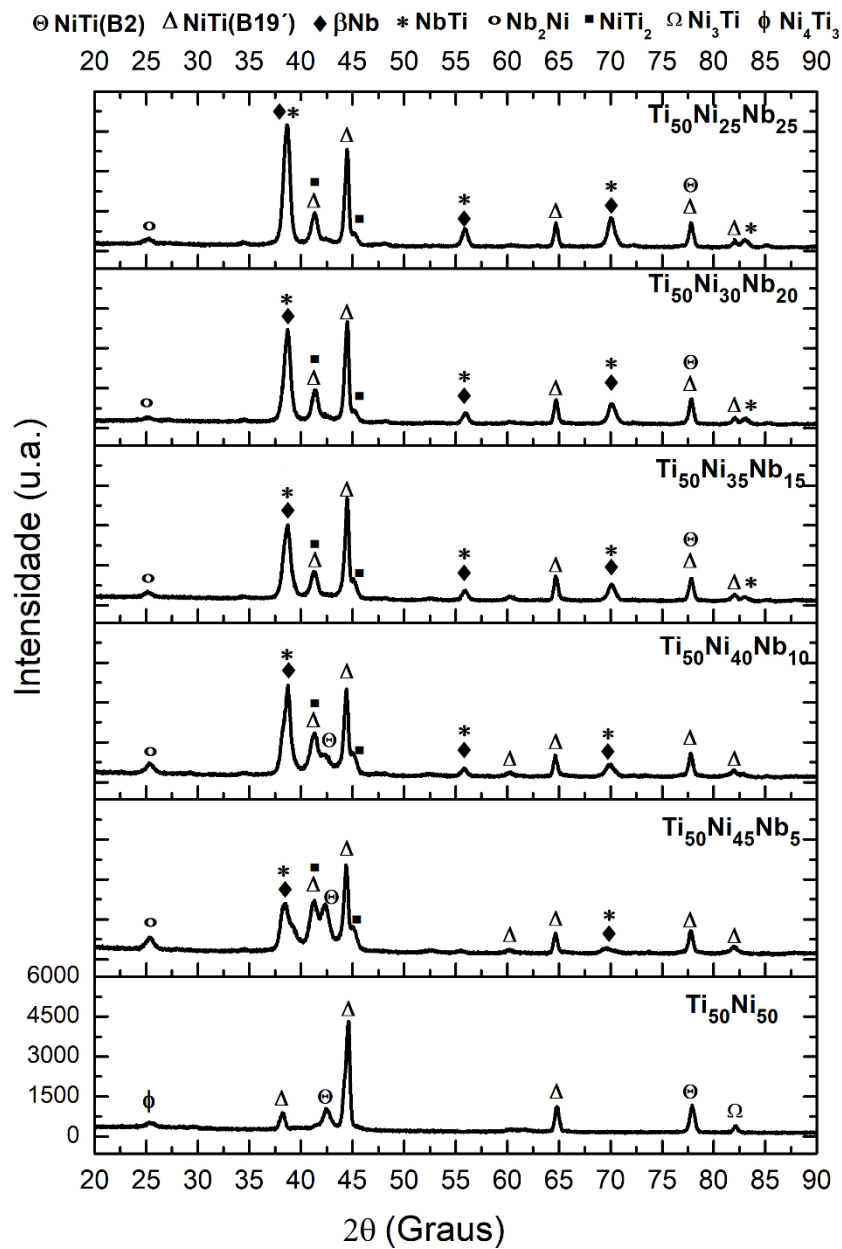 Θ NiTi(B2) Δ NiTi(B19´) ◆ βNb * NbTi o Nb₂Ni ■ NiTi₂ Ω Ni₃Ti ϕ Ni₄Ti₃
20 25 30 35 40 45 50 55 60 65 70 75 80 85 90
Ti₅₀Ni₂₅Nb₂₅
◆ * Δ
■ * * Θ
o Δ ■ ◆ Δ ◆ Δ Δ *
Ti₅₀Ni₃₀Nb₂₀
* Δ
◆ ■ * * Θ
o Δ ■ ◆ Δ ◆ Δ Δ *
Ti₅₀Ni₃₅Nb₁₅
* Δ
◆ ■ * * Θ
o Δ ■ ◆ Δ ◆ Δ Δ *
Ti₅₀Ni₄₀Nb₁₀
* Δ
◆ ■ * *
o Δ Θ ■ ◆ Δ Δ ◆ Δ Δ
Ti₅₀Ni₄₅Nb₅
* ■ Δ
◆ Δ Θ *
o ■ Δ Δ ◆ Δ Δ
Ti₅₀Ni₅₀
Δ
ϕ Δ Θ Δ Θ Ω
6000
4500
3000
1500
0
20 25 30 35 40 45 50 55 60 65 70 75 80 85 90
2θ (Graus)
Intensidade (u.a.)